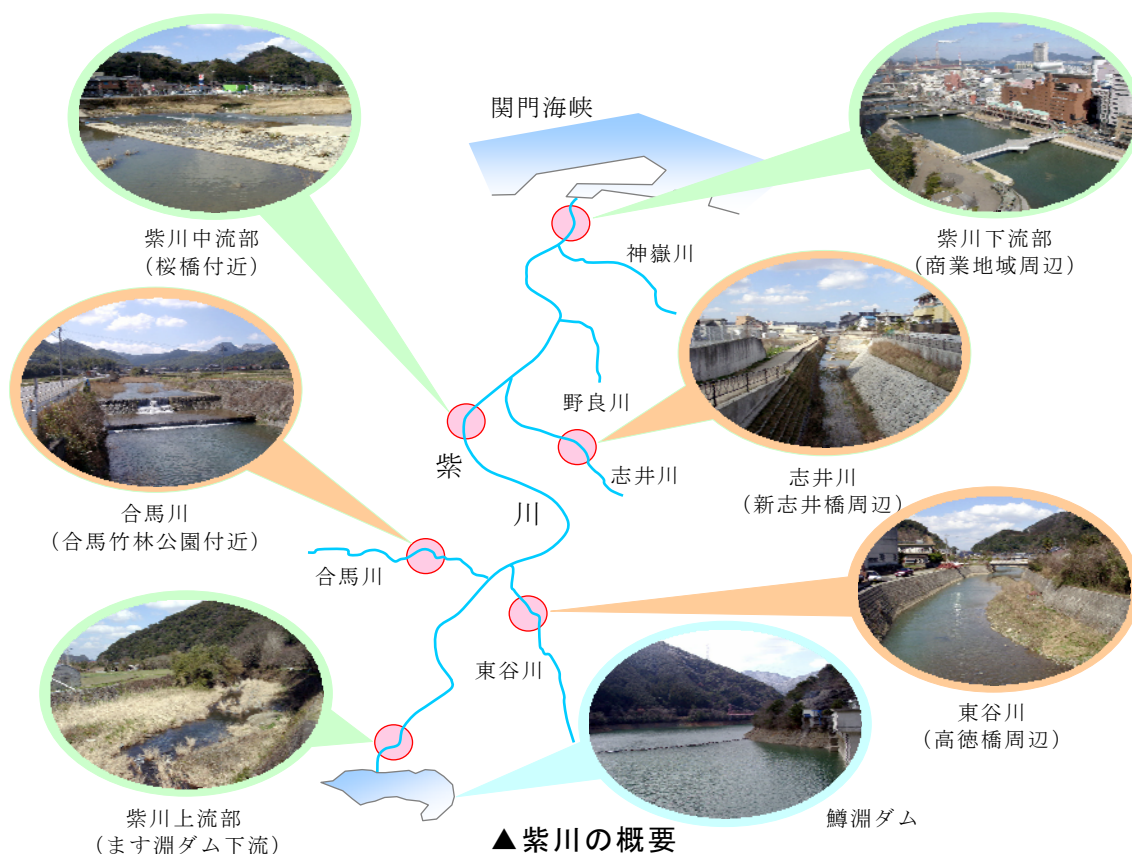 関門海峡
紫川中流部
（桜橋付近）
紫川下流部
（商業地域周辺）
神嶽川
野良川
紫
川
志井川
志井川
（新志井橋周辺）
合馬川
（合馬竹林公園付近）
合馬川
東谷川
東谷川
（高徳橋周辺）
紫川上流部
（ます淵ダム下流）
鱒淵ダム
▲紫川の概要